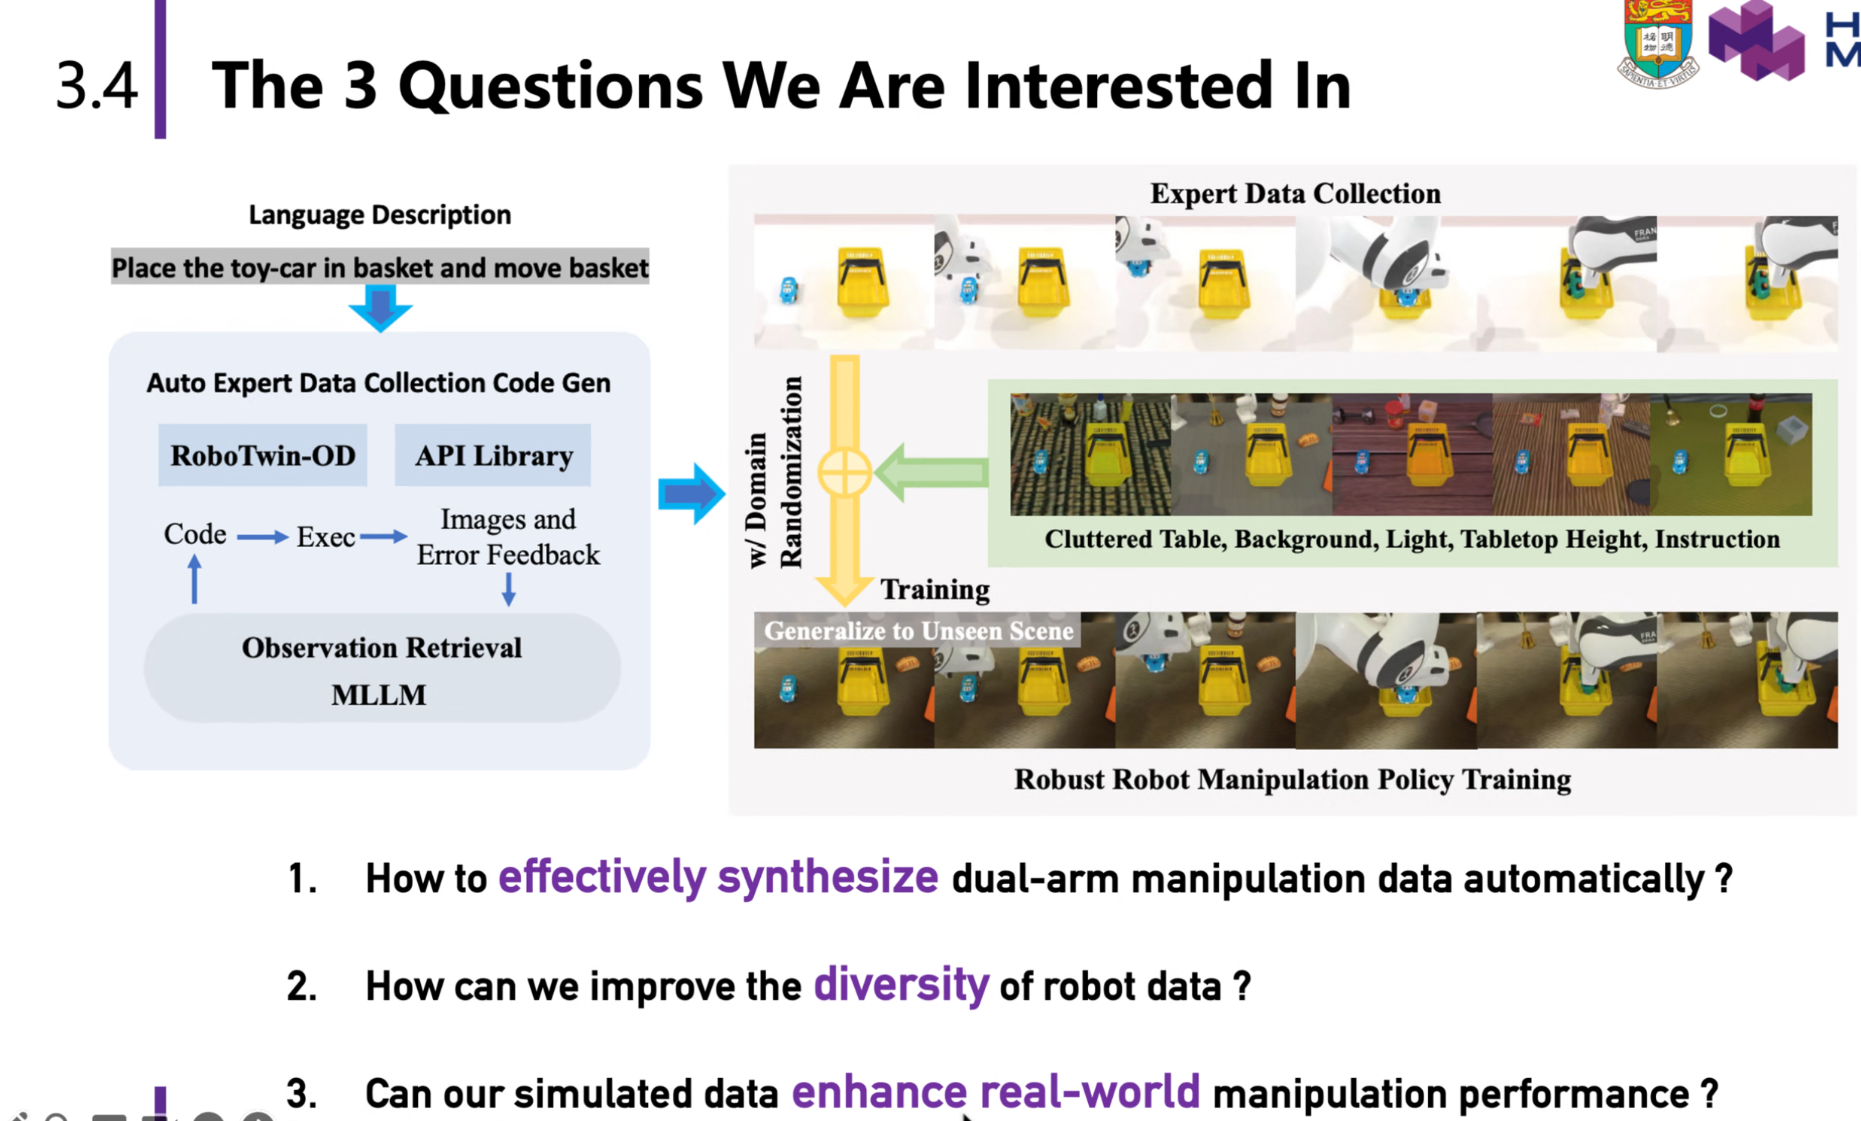 3.4
The 3 Questions We Are Interested In
H
M
Language Description
Place the toy-car in basket and move basket
Auto Expert Data Collection Code Gen
RoboTwin-OD
API Library
Code
Exec
Images and
Error Feedback
Observation Retrieval
MLLM
Expert Data Collection
w/ Domain
Randomization
Cluttered Table, Background, Light, Tabletop Height, Instruction
Training
Generalize to Unseen Scene
Robust Robot Manipulation Policy Training
1. How to effectively synthesize dual-arm manipulation data automatically ?
2. How can we improve the diversity of robot data ?
3. Can our simulated data enhance real-world manipulation performance ?